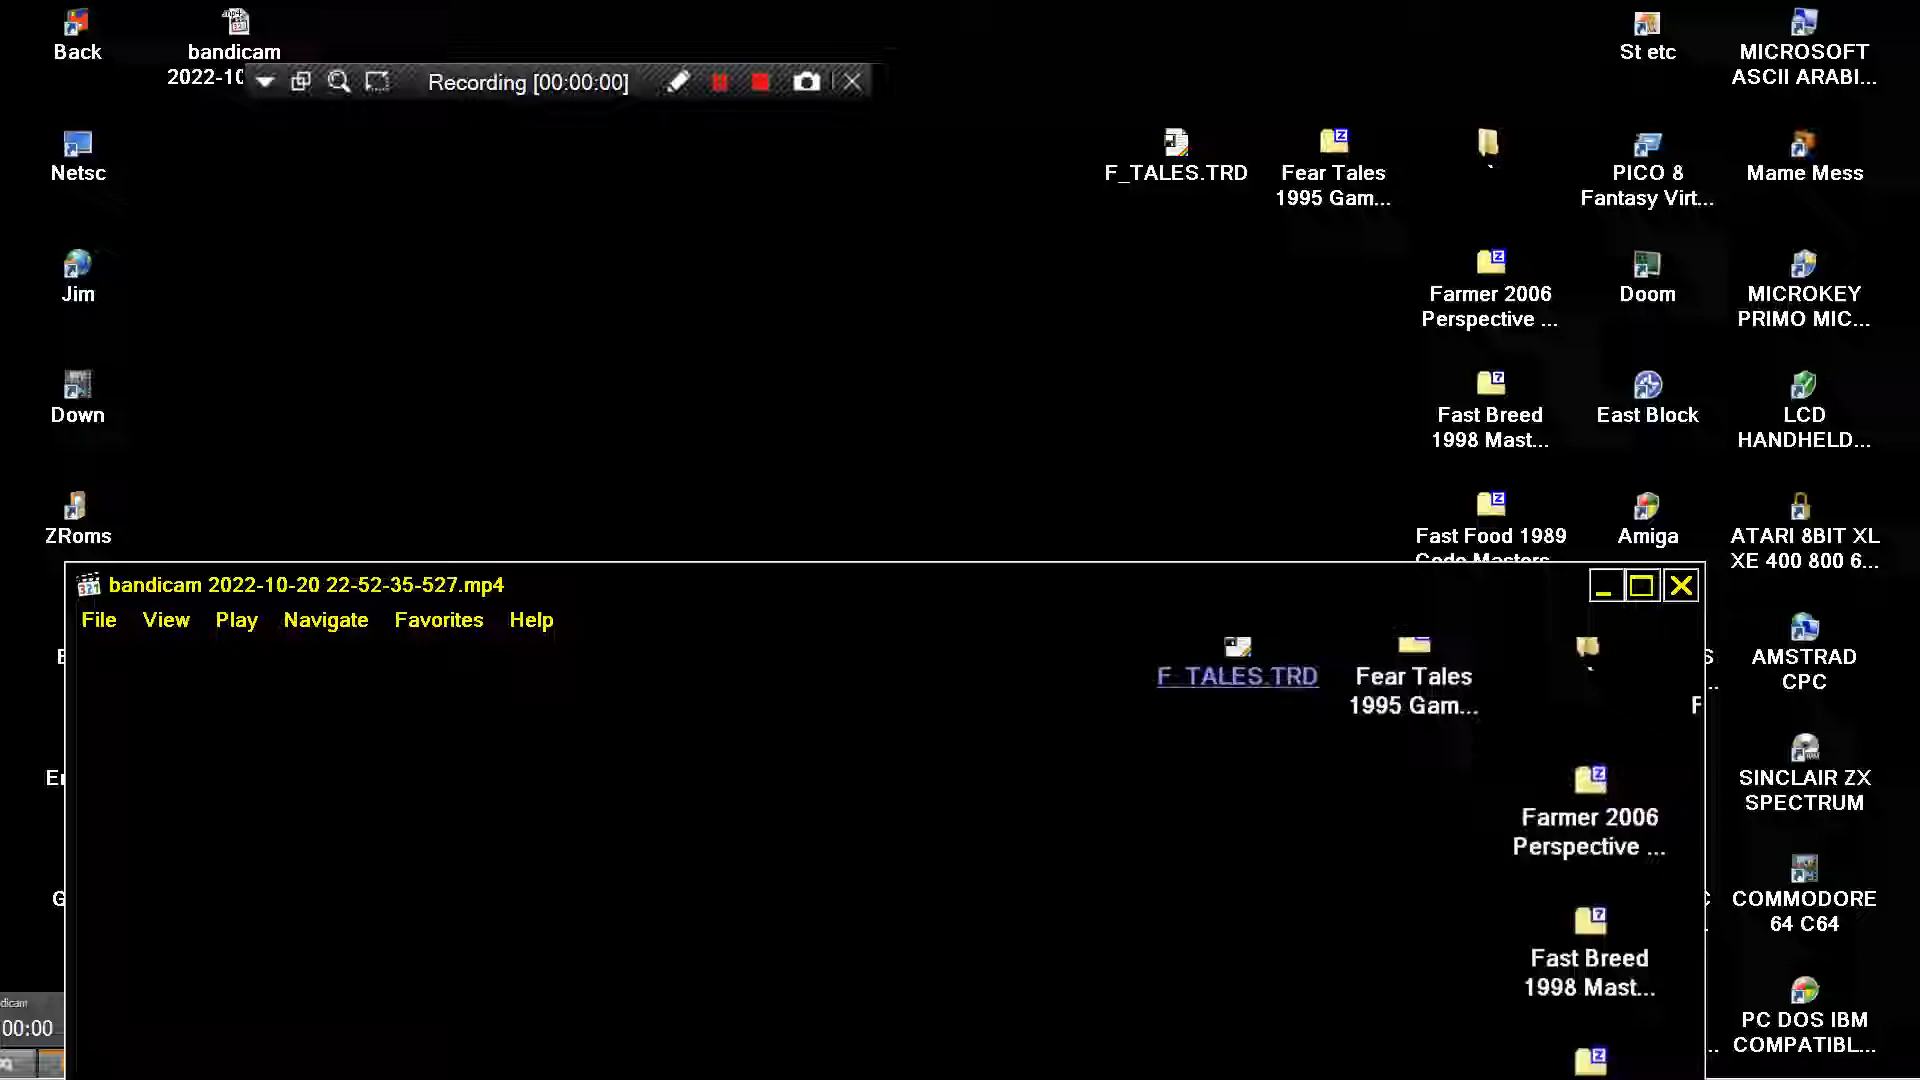 Back
bandicam
2022-10
Recording [00:00:00]
St etc
MICROSOFT
ASCII ARABI...
Netsc
F_TALES.TRD
Fear Tales
1995 Gam...
PICO 8
Fantasy Virt...
Mame Mess
Jim
Farmer 2006
Perspective ...
Doom
MICROKEY
PRIMO MIC...
Down
Fast Breed
1998 Mast...
East Block
LCD
HANDHELD...
ZRoms
Fast Food 1989
Code Masters
Amiga
ATARI 8BIT XL
XE 400 800 6...
bandicam 2022-10-20 22-52-35-527.mp4
File View Play Navigate Favorites Help
F_TALES.TRD
Fear Tales
1995 Gam...
F
AMSTRAD
CPC
SINCLAIR ZX
SPECTRUM
Farmer 2006
Perspective ...
COMMODORE
64 C64
Fast Breed
1998 Mast...
dicam
00:00
PC DOS IBM
COMPATIBL...